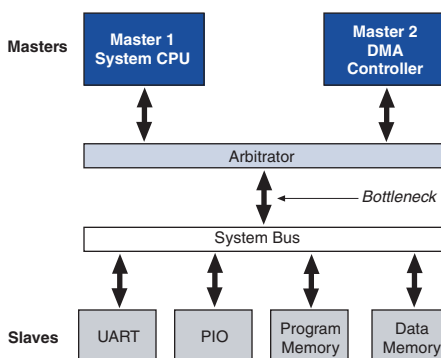 Masters
Master 1
System CPU
Master 2
DMA
Controller
Arbitrator
Bottleneck
System Bus
Slaves
UART
PIO
Program
Memory
Data
Memory